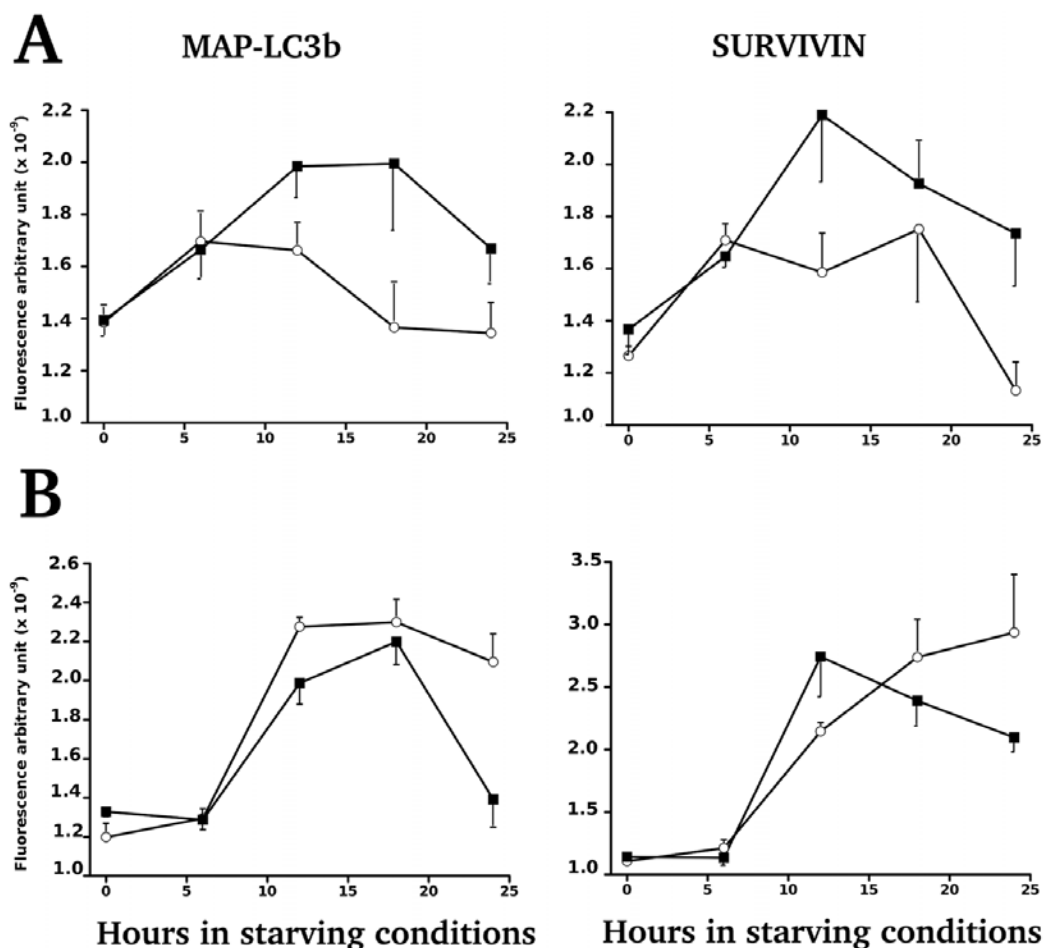 A
MAP-LC3b
SURVIVIN
Fluorescence arbitrary unit (x 10⁻⁹)
2.2
2.0
1.8
1.6
1.4
1.2
1.0
0 5 10 15 20 25
2.2
2.0
1.8
1.6
1.4
1.2
1.0
0 5 10 15 20 25
B
Fluorescence arbitrary unit (x 10⁻⁹)
2.6
2.4
2.2
2.0
1.8
1.6
1.4
1.2
1.0
0 5 10 15 20 25
3.5
3.0
2.5
2.0
1.5
1.0
0 5 10 15 20 25
Hours in starving conditions
Hours in starving conditions